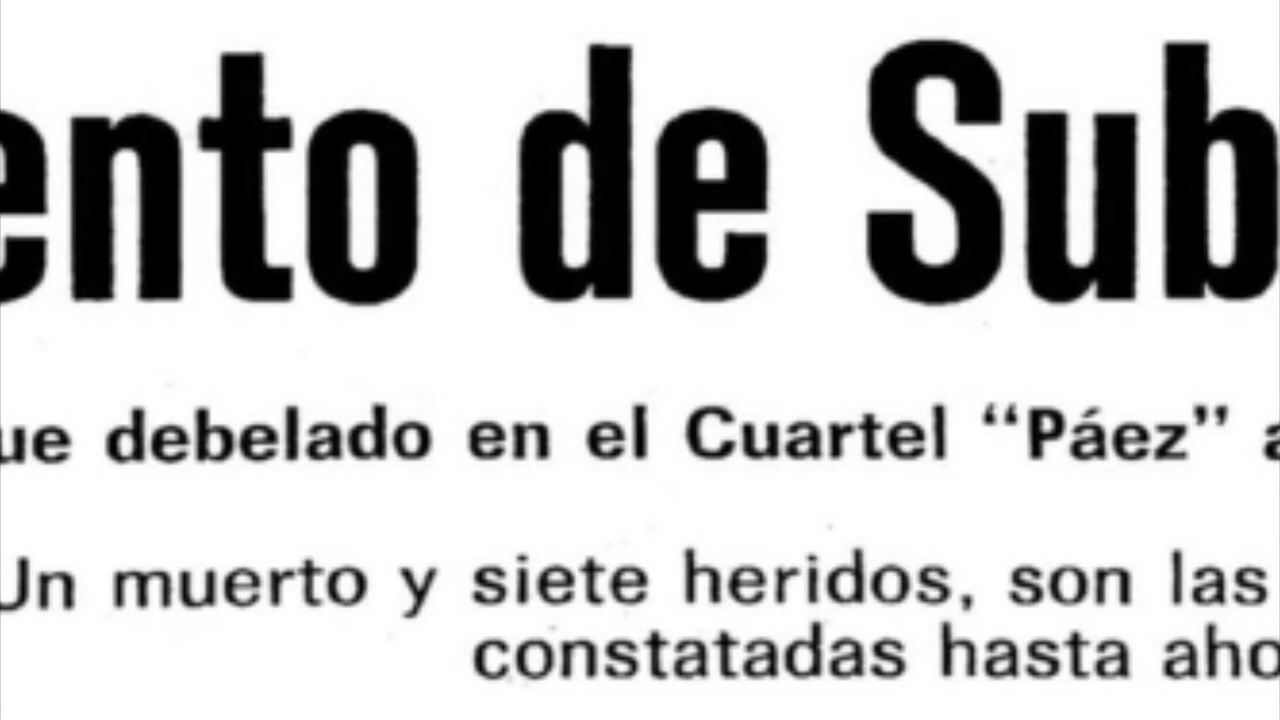 ento de Sub
ue debelado en el Cuartel “Páez” a
Un muerto y siete heridos, son las
constatadas hasta aho